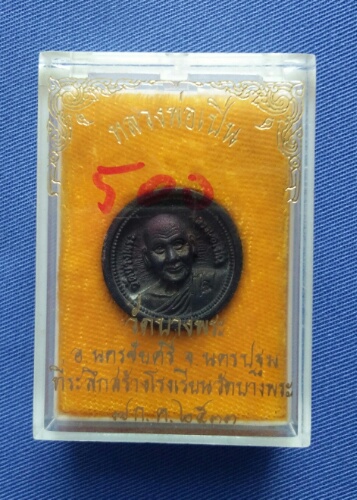 หลวงพ่อเปิ่น
500
วัดบางพระ
อ.นครชัยศรี จ.นครปฐม
ที่ระลึกสร้างโรงเรียนวัดบางพระ